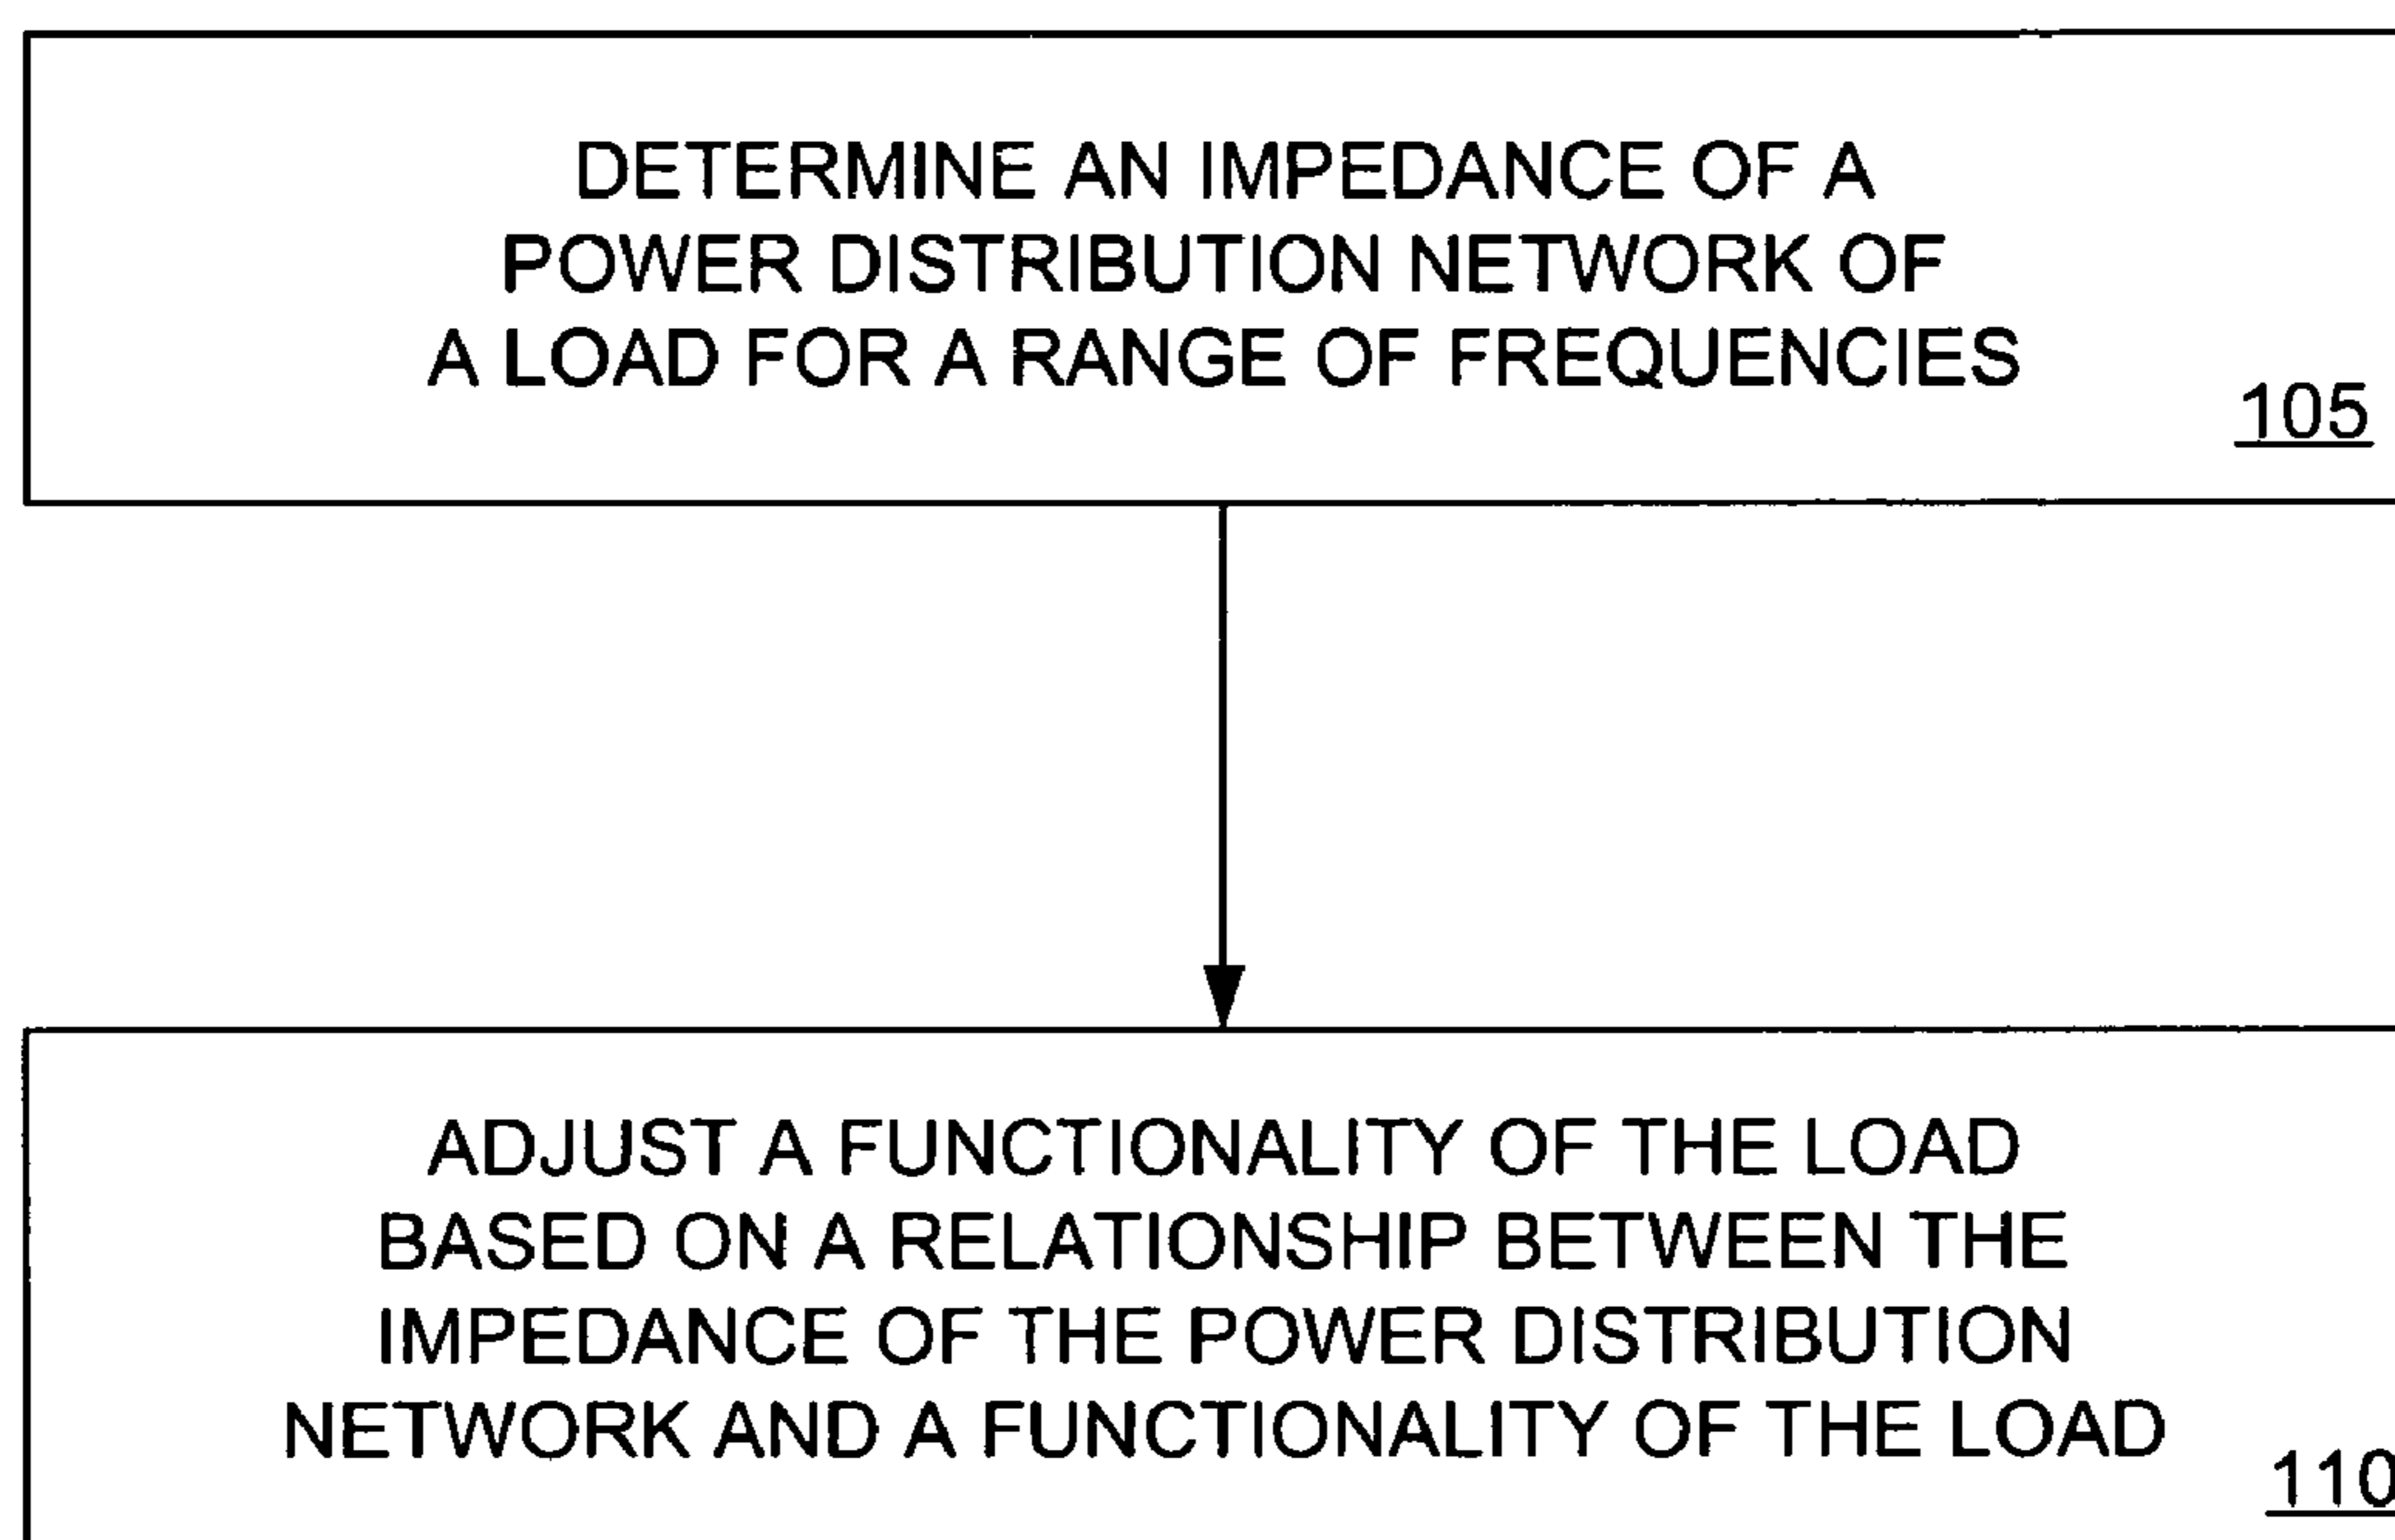 DETERMINE AN IMPEDANCE OF A
POWER DISTRIBUTION NETWORK OF
A LOAD FOR A RANGE OF FREQUENCIES
105
ADJUST A FUNCTIONALITY OF THE LOAD
BASED ON A RELATIONSHIP BETWEEN THE
IMPEDANCE OF THE POWER DISTRIBUTION
NETWORK AND A FUNCTIONALITY OF THE LOAD
110